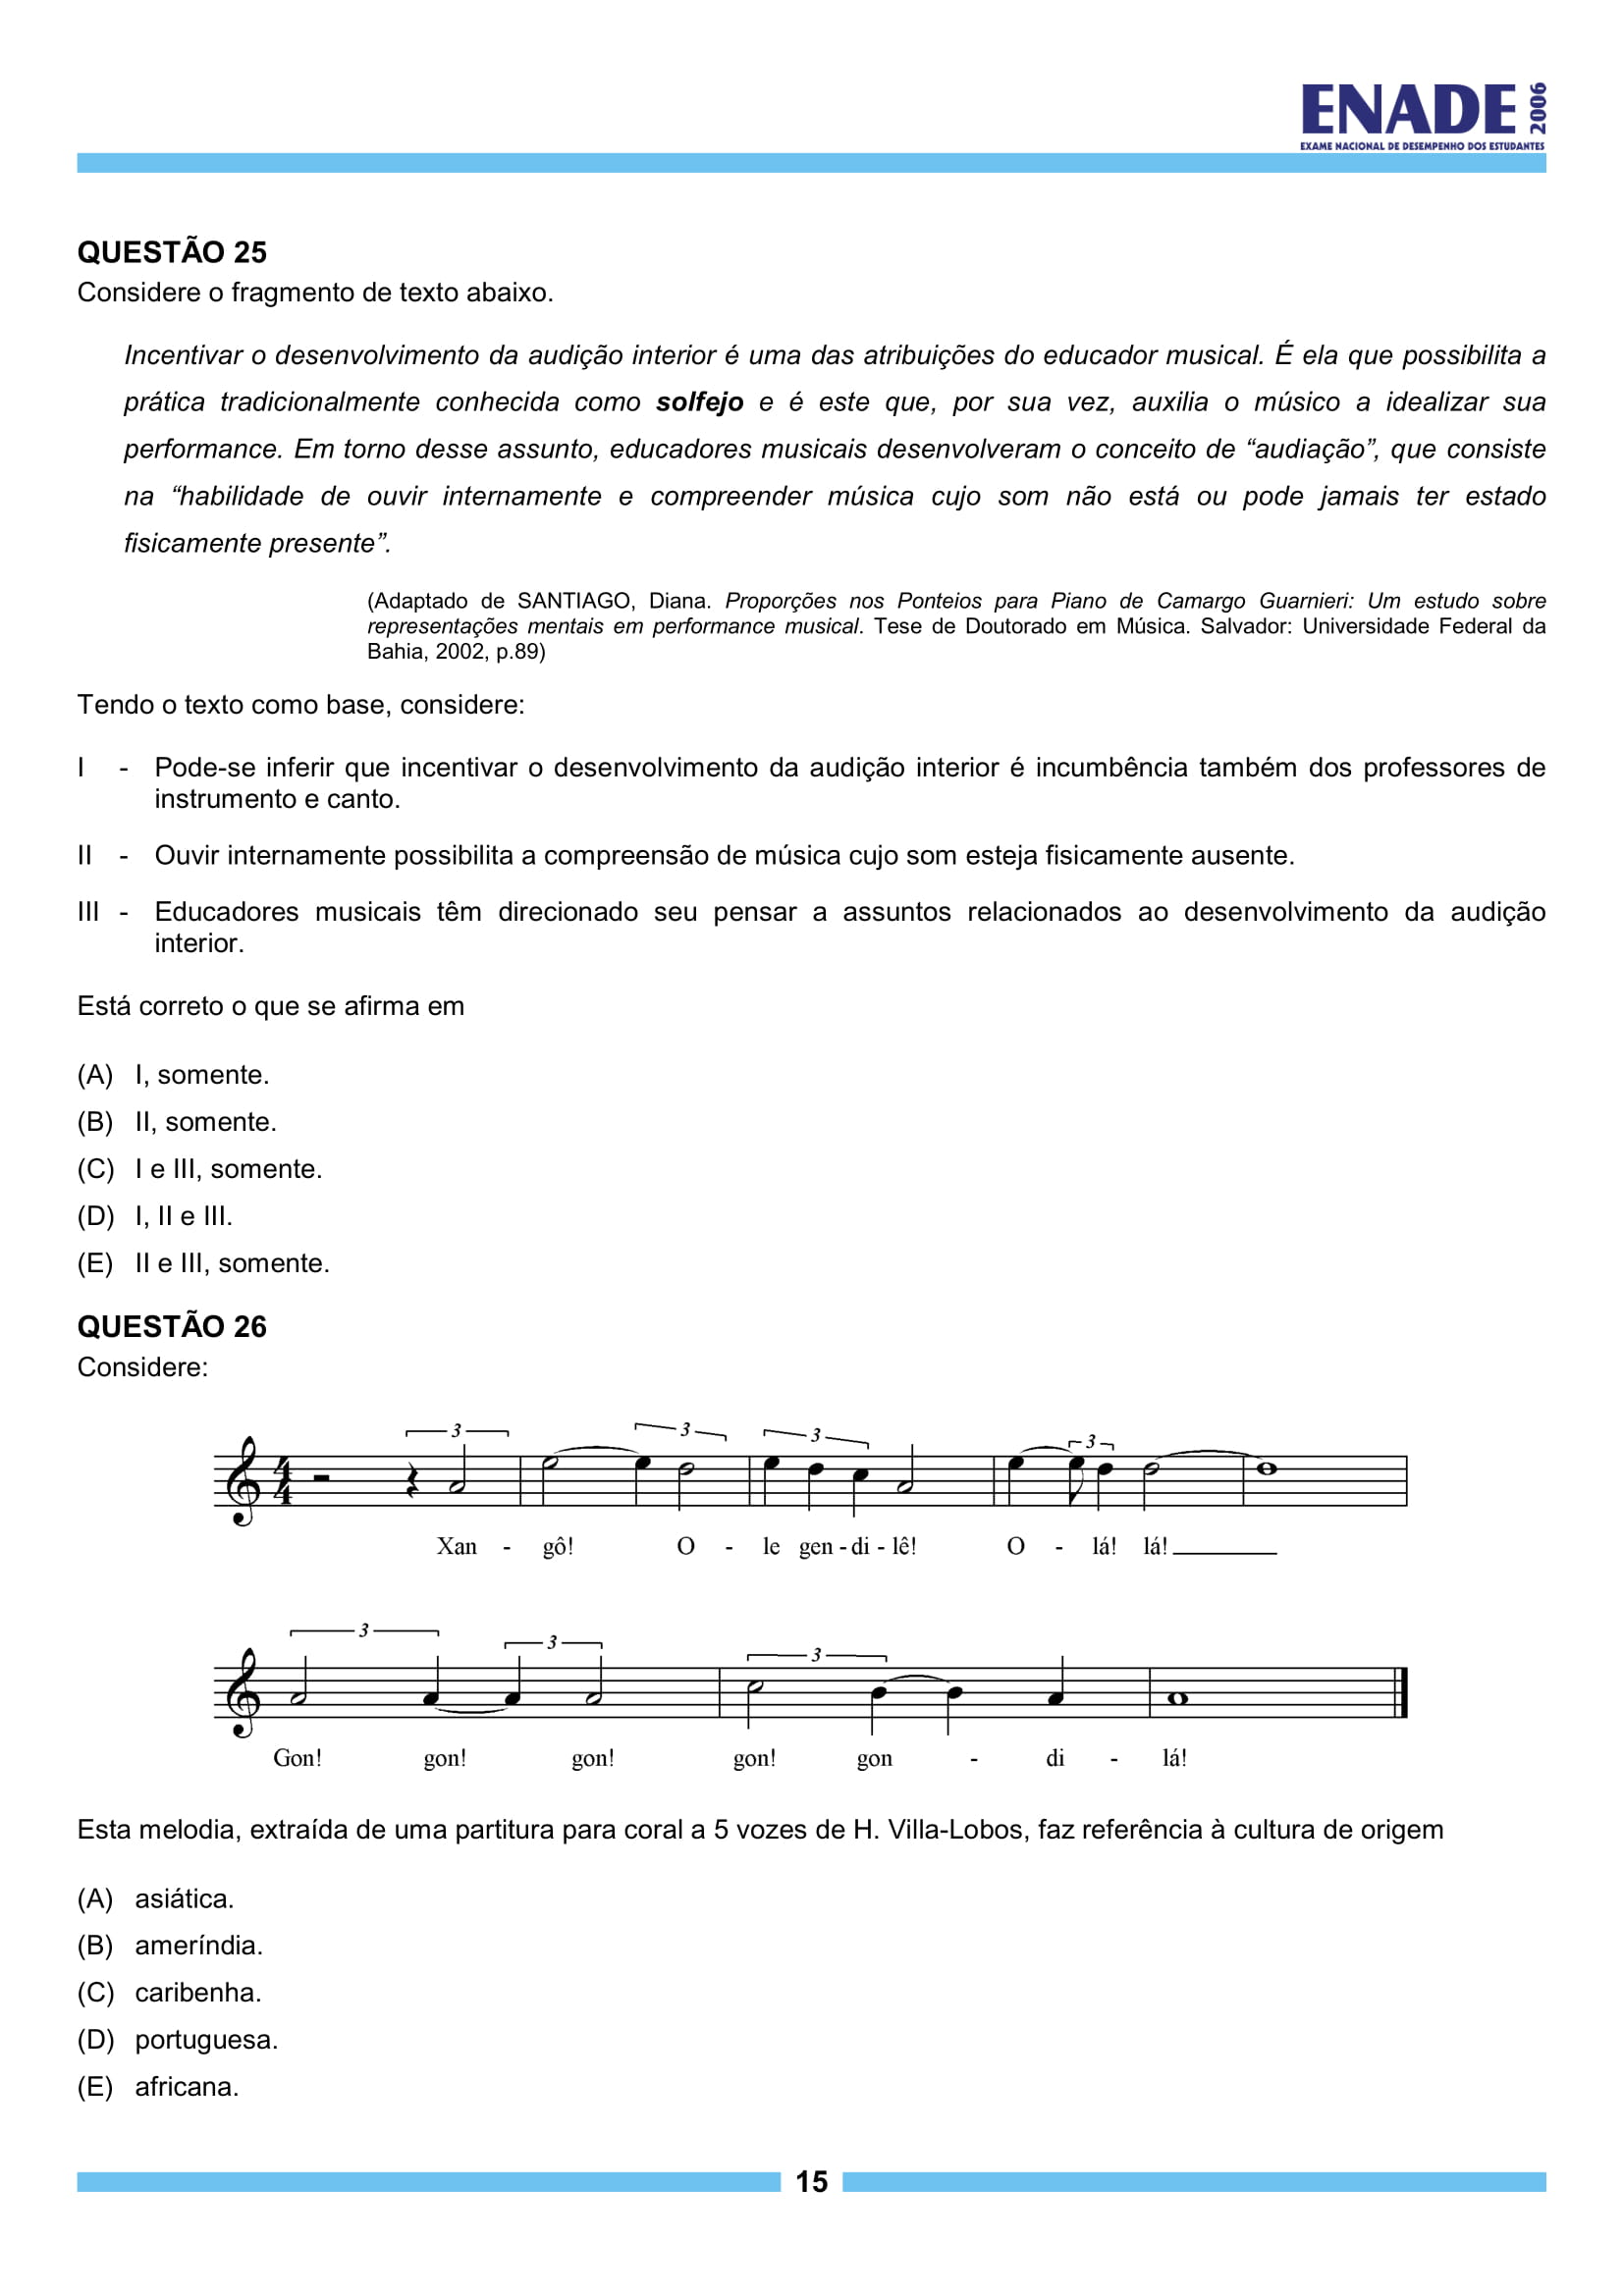 ENADE 2006
EXAME NACIONAL DE DESEMPENHO DOS ESTUDANTES
QUESTÃO 25
Considere o fragmento de texto abaixo.
Incentivar o desenvolvimento da audição interior é uma das atribuições do educador musical. É ela que possibilita a
prática tradicionalmente conhecida como solfejo e é este que, por sua vez, auxilia o músico a idealizar sua
performance. Em torno desse assunto, educadores musicais desenvolveram o conceito de “audiação”, que consiste
na “habilidade de ouvir internamente e compreender música cujo som não está ou pode jamais ter estado
fisicamente presente”.
(Adaptado de SANTIAGO, Diana. Proporções nos Ponteios para Piano de Camargo Guarnieri: Um estudo sobre
representações mentais em performance musical. Tese de Doutorado em Música. Salvador: Universidade Federal da
Bahia, 2002, p.89)
Tendo o texto como base, considere:
I - Pode-se inferir que incentivar o desenvolvimento da audição interior é incumbência também dos professores de
instrumento e canto.
II - Ouvir internamente possibilita a compreensão de música cujo som esteja fisicamente ausente.
III - Educadores musicais têm direcionado seu pensar a assuntos relacionados ao desenvolvimento da audição
interior.
Está correto o que se afirma em
(A) I, somente.
(B) II, somente.
(C) I e III, somente.
(D) I, II e III.
(E) II e III, somente.
QUESTÃO 26
Considere:
3 3 3 3
4
4
Xan - gô! O - le gen - di - lê! O - lá! lá!
3 3 3
Gon! gon! gon! gon! gon - di - lá!
Esta melodia, extraída de uma partitura para coral a 5 vozes de H. Villa-Lobos, faz referência à cultura de origem
(A) asiática.
(B) ameríndia.
(C) caribenha.
(D) portuguesa.
(E) africana.
15